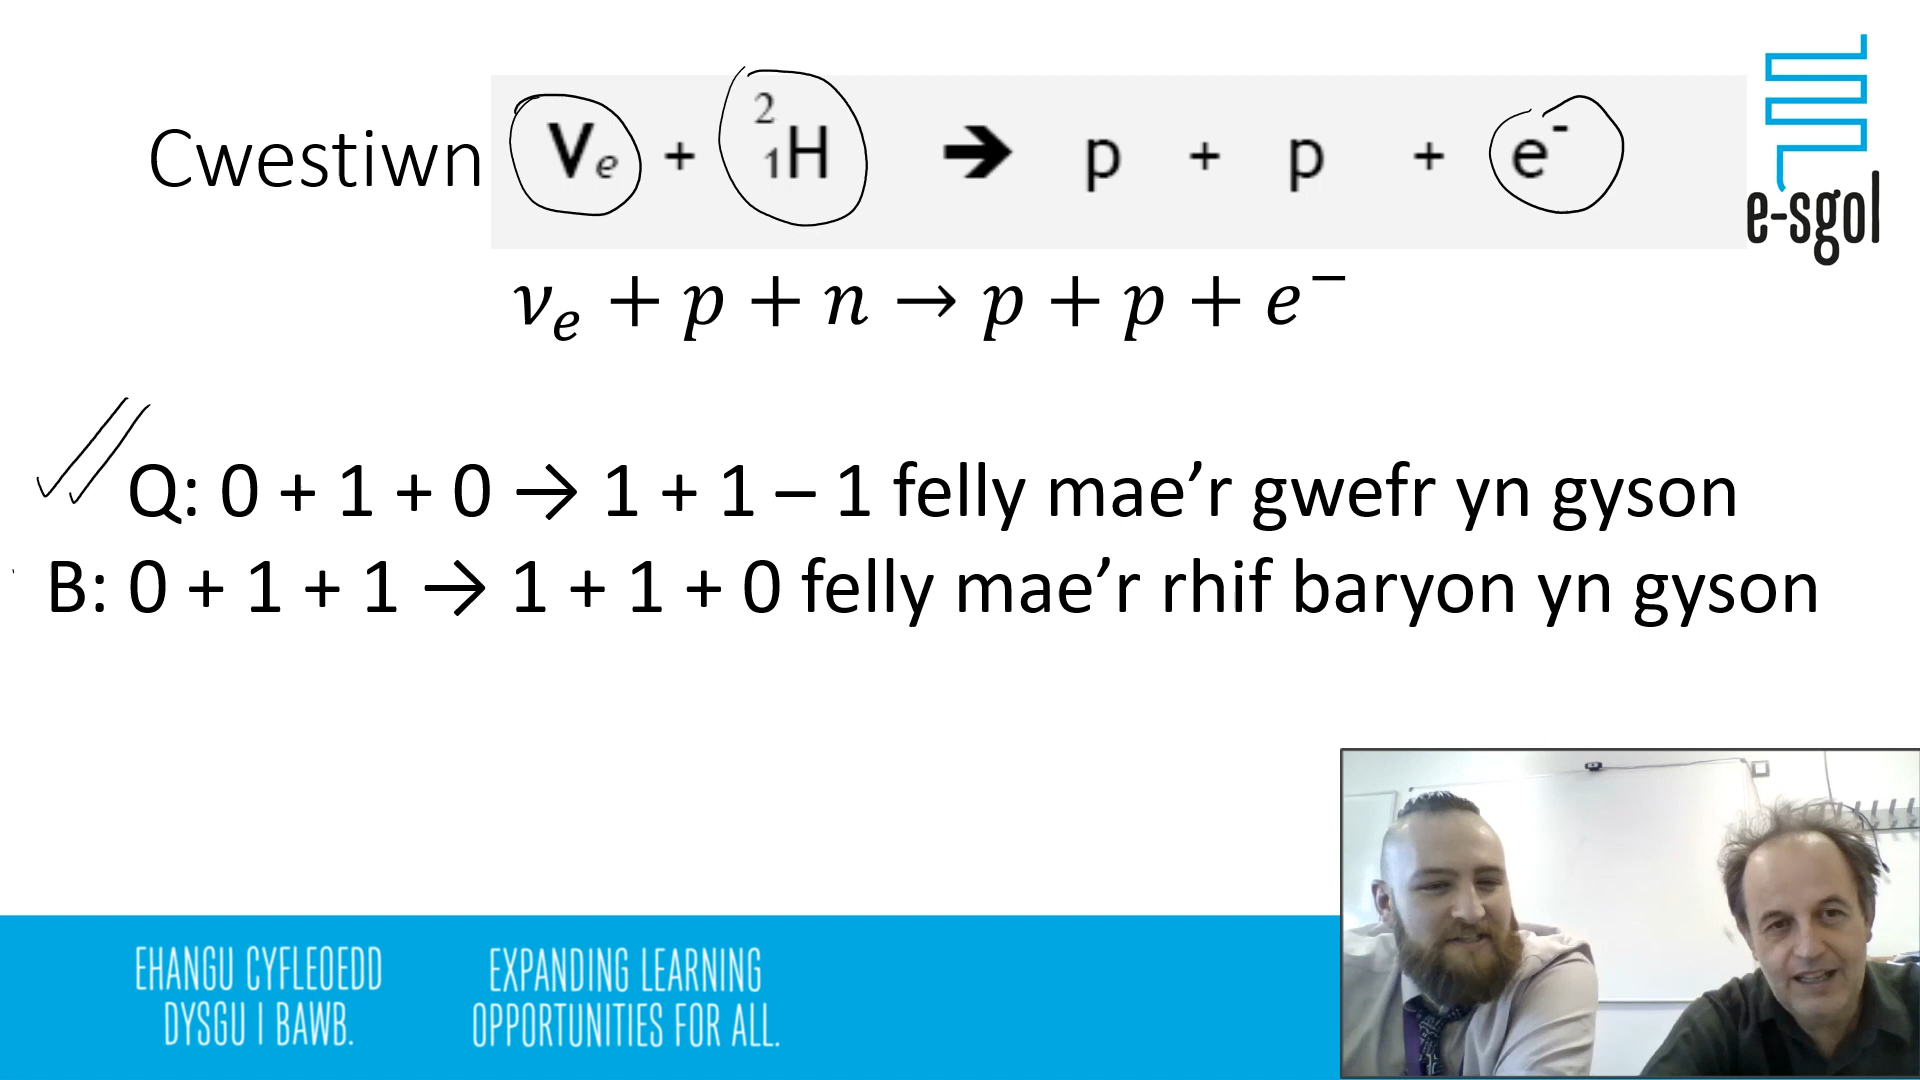 Cwestiwn Vₑ + ²₁H → p + p + e⁻
e-sgol
νₑ + p + n → p + p + e⁻
Q: 0 + 1 + 0 → 1 + 1 – 1 felly mae’r gwefr yn gyson
B: 0 + 1 + 1 → 1 + 1 + 0 felly mae’r rhif baryon yn gyson
EHANGU CYFLEOEDD
DYSGU I BAWB.
EXPANDING LEARNING
OPPORTUNITIES FOR ALL.